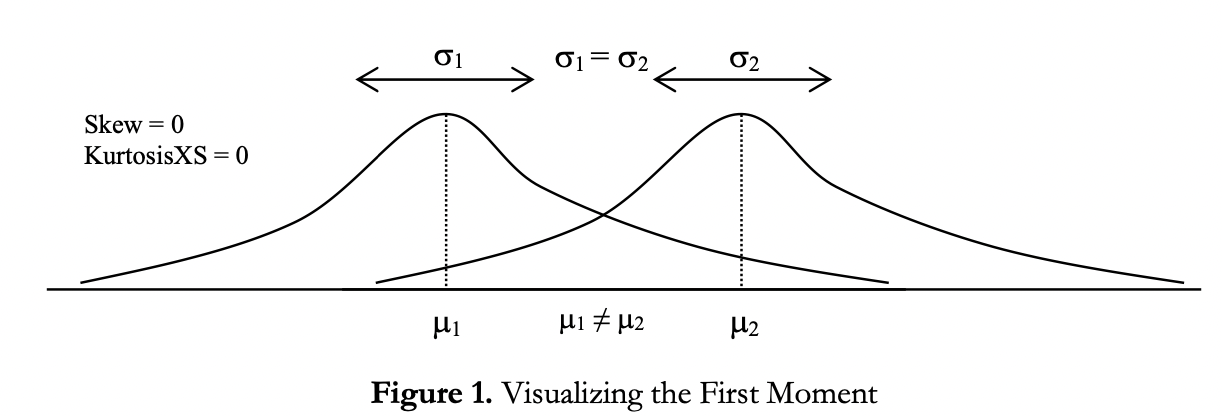 σ1 σ1 = σ2 σ2
Skew = 0
KurtosisXS = 0
μ1 μ1 ≠ μ2 μ2
Figure 1. Visualizing the First Moment